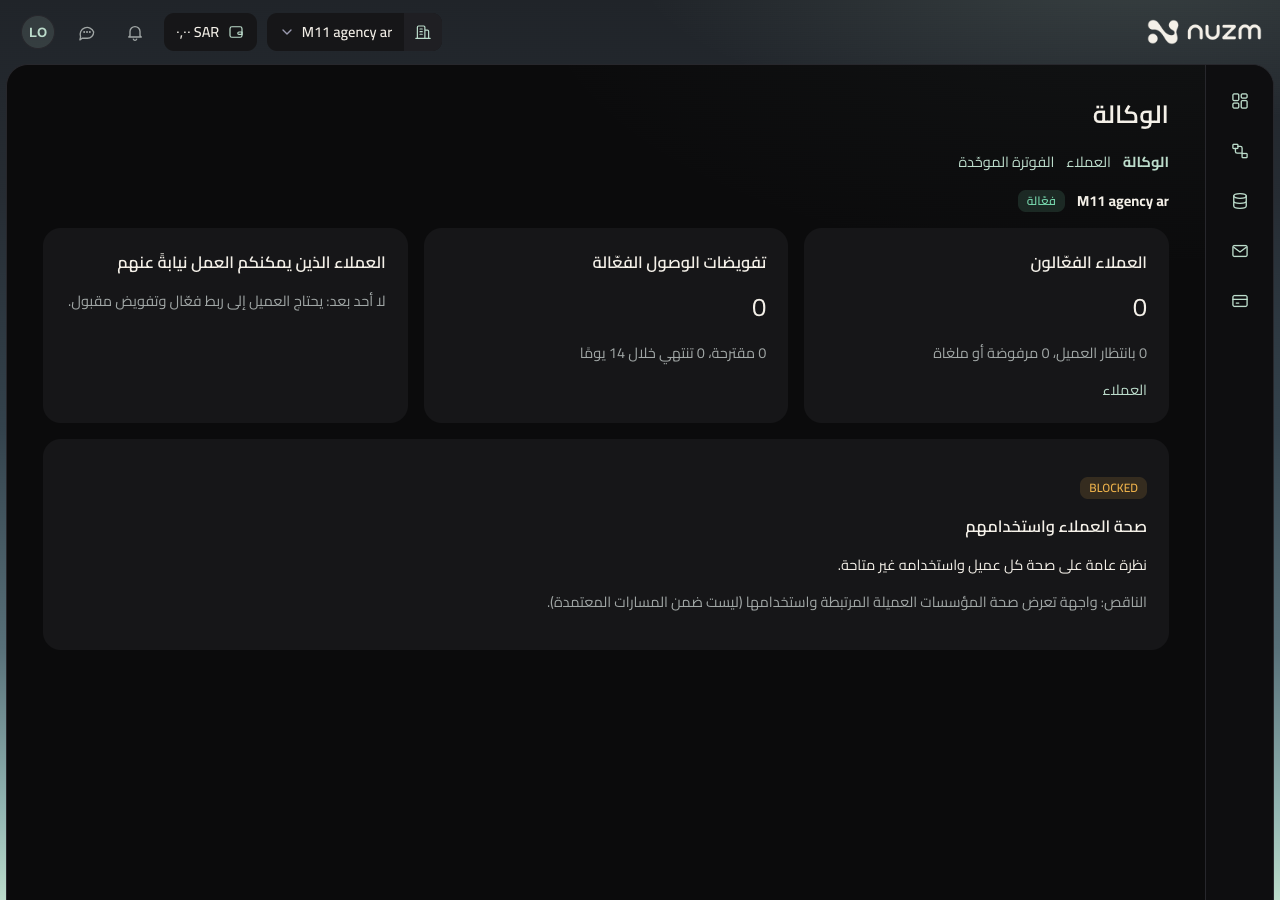 nuzm
M11 agency ar
٠,٠٠ SAR
LO
الوكالة
الوكالة العملاء الفوترة الموحّدة
M11 agency ar فعّالة
العملاء الفعّالون
0
0 بانتظار العميل، 0 مرفوضة أو ملغاة
العملاء
تفويضات الوصول الفعّالة
0
0 مقترحة، 0 تنتهي خلال 14 يومًا
العملاء الذين يمكنكم العمل نيابةً عنهم
لا أحد بعد: يحتاج العميل إلى ربط فعّال وتفويض مقبول.
BLOCKED
صحة العملاء واستخدامهم
نظرة عامة على صحة كل عميل واستخدامه غير متاحة.
الناقص: واجهة تعرض صحة المؤسسات العميلة المرتبطة واستخدامها (ليست ضمن المسارات المعتمدة).